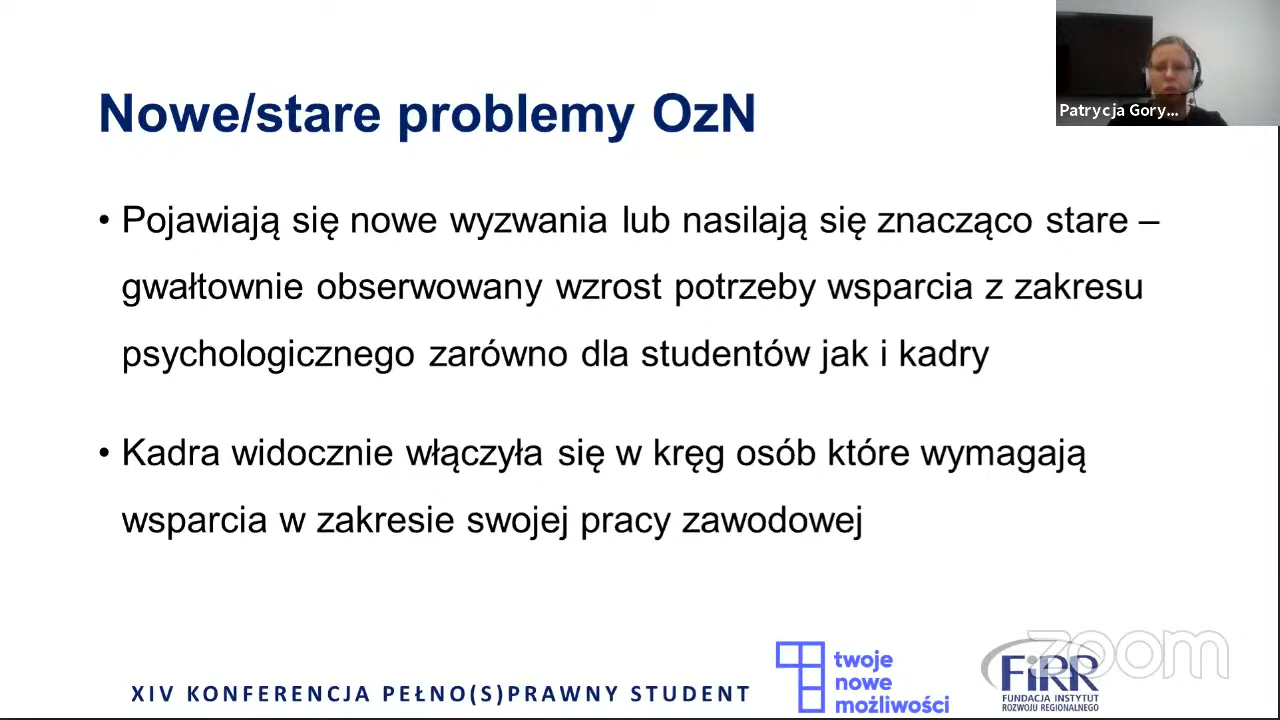 Nowe/stare problemy OzN
Patrycja Gory...
• Pojawiają się nowe wyzwania lub nasilają się znacząco stare –
gwałtownie obserwowany wzrost potrzeby wsparcia z zakresu
psychologicznego zarówno dla studentów jak i kadry
• Kadra widocznie włączyła się w kręg osób które wymagają
wsparcia w zakresie swojej pracy zawodowej
XIV KONFERENCJA PEŁNO(S)PRAWNY STUDENT
twoje
nowe
możliwości
FiRR
FUNDACJA INSTYTUT
ROZWOJU REGIONALNEGO
zoom